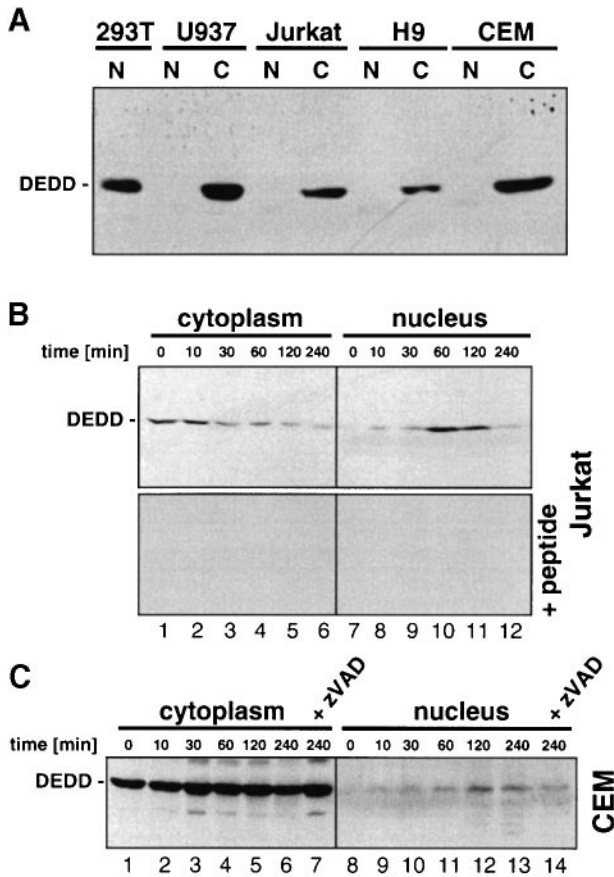 A
293T U937 Jurkat H9 CEM
N N C N C N C N C
DEDD -
B
cytoplasm nucleus
time [min] 0 10 30 60 120 240 0 10 30 60 120 240
DEDD -
Jurkat
+ peptide
1 2 3 4 5 6 7 8 9 10 11 12
C
cytoplasm + zVAD nucleus + zVAD
time [min] 0 10 30 60 120 240 240 0 10 30 60 120 240 240
DEDD -
CEM
1 2 3 4 5 6 7 8 9 10 11 12 13 14